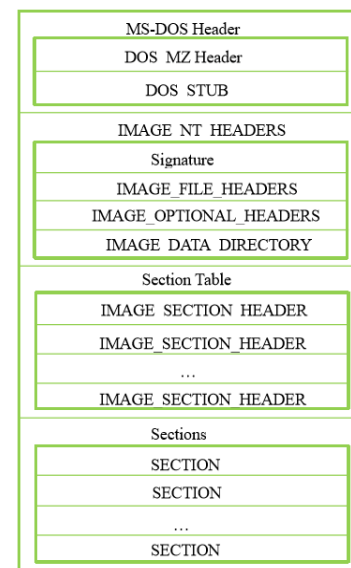 MS-DOS Header
DOS MZ Header
DOS STUB
IMAGE NT HEADERS
Signature
IMAGE_FILE_HEADERS
IMAGE_OPTIONAL_HEADERS
IMAGE DATA DIRECTORY
Section Table
IMAGE SECTION HEADER
IMAGE_SECTION_HEADER
...
IMAGE_SECTION_HEADER
Sections
SECTION
SECTION
...
SECTION